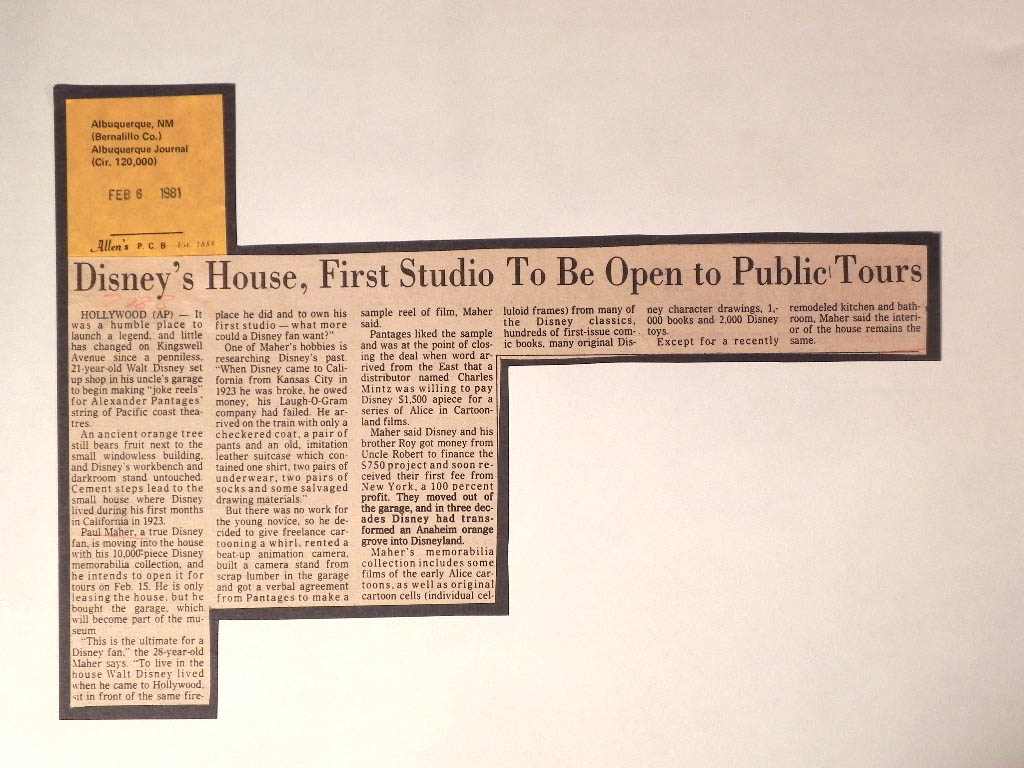 Albuquerque, NM
(Bernalillo Co.)
Albuquerque Journal
(Cir. 120,000)
FEB 6 1981
Allen's P. C. B Est. 1888
Disney's House, First Studio To Be Open to Public Tours
HOLLYWOOD (AP) — It
was a humble place to
launch a legend, and little
has changed on Kingswell
Avenue since a penniless,
21-year-old Walt Disney set
up shop in his uncle's garage
to begin making "joke reels"
for Alexander Pantages'
string of Pacific coast thea-
tres.
An ancient orange tree
still bears fruit next to the
small windowless building,
and Disney's workbench and
darkroom stand untouched.
Cement steps lead to the
small house where Disney
lived during his first months
in California in 1923.
Paul Maher, a true Disney
fan, is moving into the house
with his 10,000-piece Disney
memorabilia collection, and
he intends to open it for
tours on Feb. 15. He is only
leasing the house, but he
bought the garage, which
will become part of the mu-
seum
"This is the ultimate for a
Disney fan," the 28-year-old
Maher says. "To live in the
house Walt Disney lived
when he came to Hollywood,
sit in front of the same fire-
place he did and to own his
first studio — what more
could a Disney fan want?"
One of Maher's hobbies is
researching Disney's past.
"When Disney came to Cali-
fornia from Kansas City in
1923 he was broke, he owed
money, his Laugh-O-Gram
company had failed. He ar-
rived on the train with only a
checkered coat, a pair of
pants and an old, imitation
leather suitcase which con-
tained one shirt, two pairs of
underwear, two pairs of
socks and some salvaged
drawing materials."
But there was no work for
the young novice, so he de-
cided to give freelance car-
tooning a whirl, rented a
beat-up animation camera,
built a camera stand from
scrap lumber in the garage
and got a verbal agreement
from Pantages to make a
sample reel of film, Maher
said.
Pantages liked the sample
and was at the point of clos-
ing the deal when word ar-
rived from the East that a
distributor named Charles
Mintz was willing to pay
Disney $1,500 apiece for a
series of Alice in Cartoon-
land films.
Maher said Disney and his
brother Roy got money from
Uncle Robert to finance the
$750 project and soon re-
ceived their first fee from
New York, a 100 percent
profit. They moved out of
the garage, and in three dec-
ades Disney had trans-
formed an Anaheim orange
grove into Disneyland.
Maher's memorabilia
collection includes some
films of the early Alice car-
toons, as well as original
cartoon cells (individual cel-
luloid frames) from many of
the Disney classics,
hundreds of first-issue com-
ic books, many original Dis-
ney character drawings, 1,-
000 books and 2,000 Disney
toys.
Except for a recently
remodeled kitchen and bath-
room, Maher said the interi-
or of the house remains the
same.